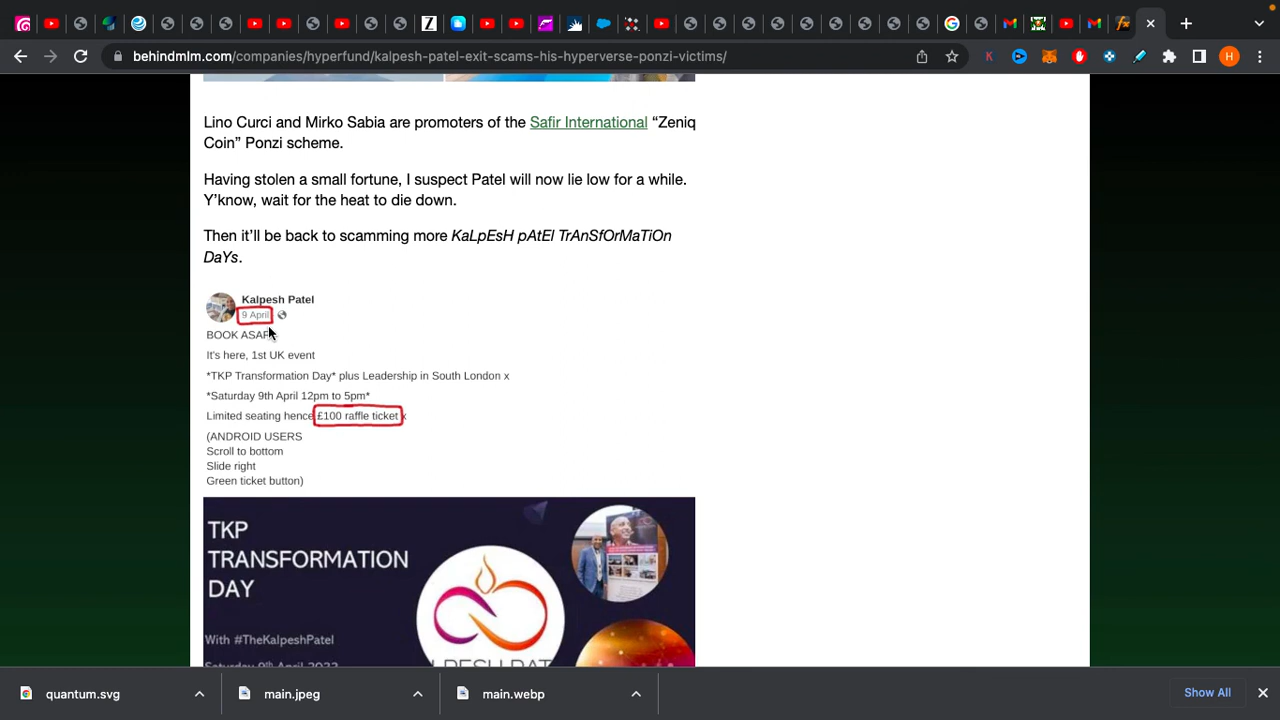 behindmlm.com/companies/hyperfund/kalpesh-patel-exit-scams-his-hyperverse-ponzi-victims/
K
H
Lino Curci and Mirko Sabia are promoters of the Safir International “Zeniq
Coin” Ponzi scheme.
Having stolen a small fortune, I suspect Patel will now lie low for a while.
Y’know, wait for the heat to die down.
Then it’ll be back to scamming more KaLpEsH pAtEl TrAnSfOrMaTiOn
DaYs.
Kalpesh Patel
9 April
BOOK ASAP
It's here, 1st UK event
*TKP Transformation Day* plus Leadership in South London x
*Saturday 9th April 12pm to 5pm*
Limited seating hence £100 raffle ticket x
(ANDROID USERS
Scroll to bottom
Slide right
Green ticket button)
TKP
TRANSFORMATION
DAY
With #TheKalpeshPatel
Saturday 9th April 2022
quantum.svg
main.jpeg
main.webp
Show All